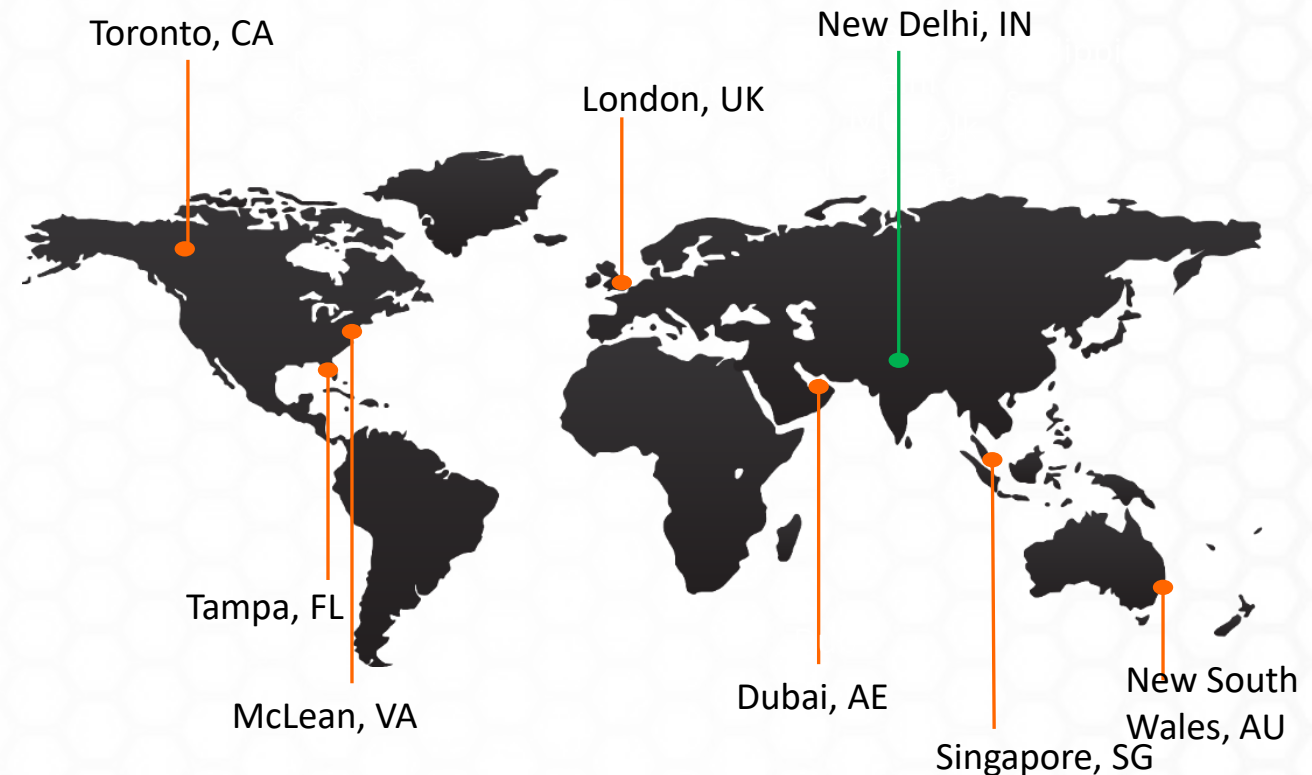 Toronto, CA
New Delhi, IN
London, UK
Tampa, FL
McLean, VA
Dubai, AE
New South
Wales, AU
Singapore, SG